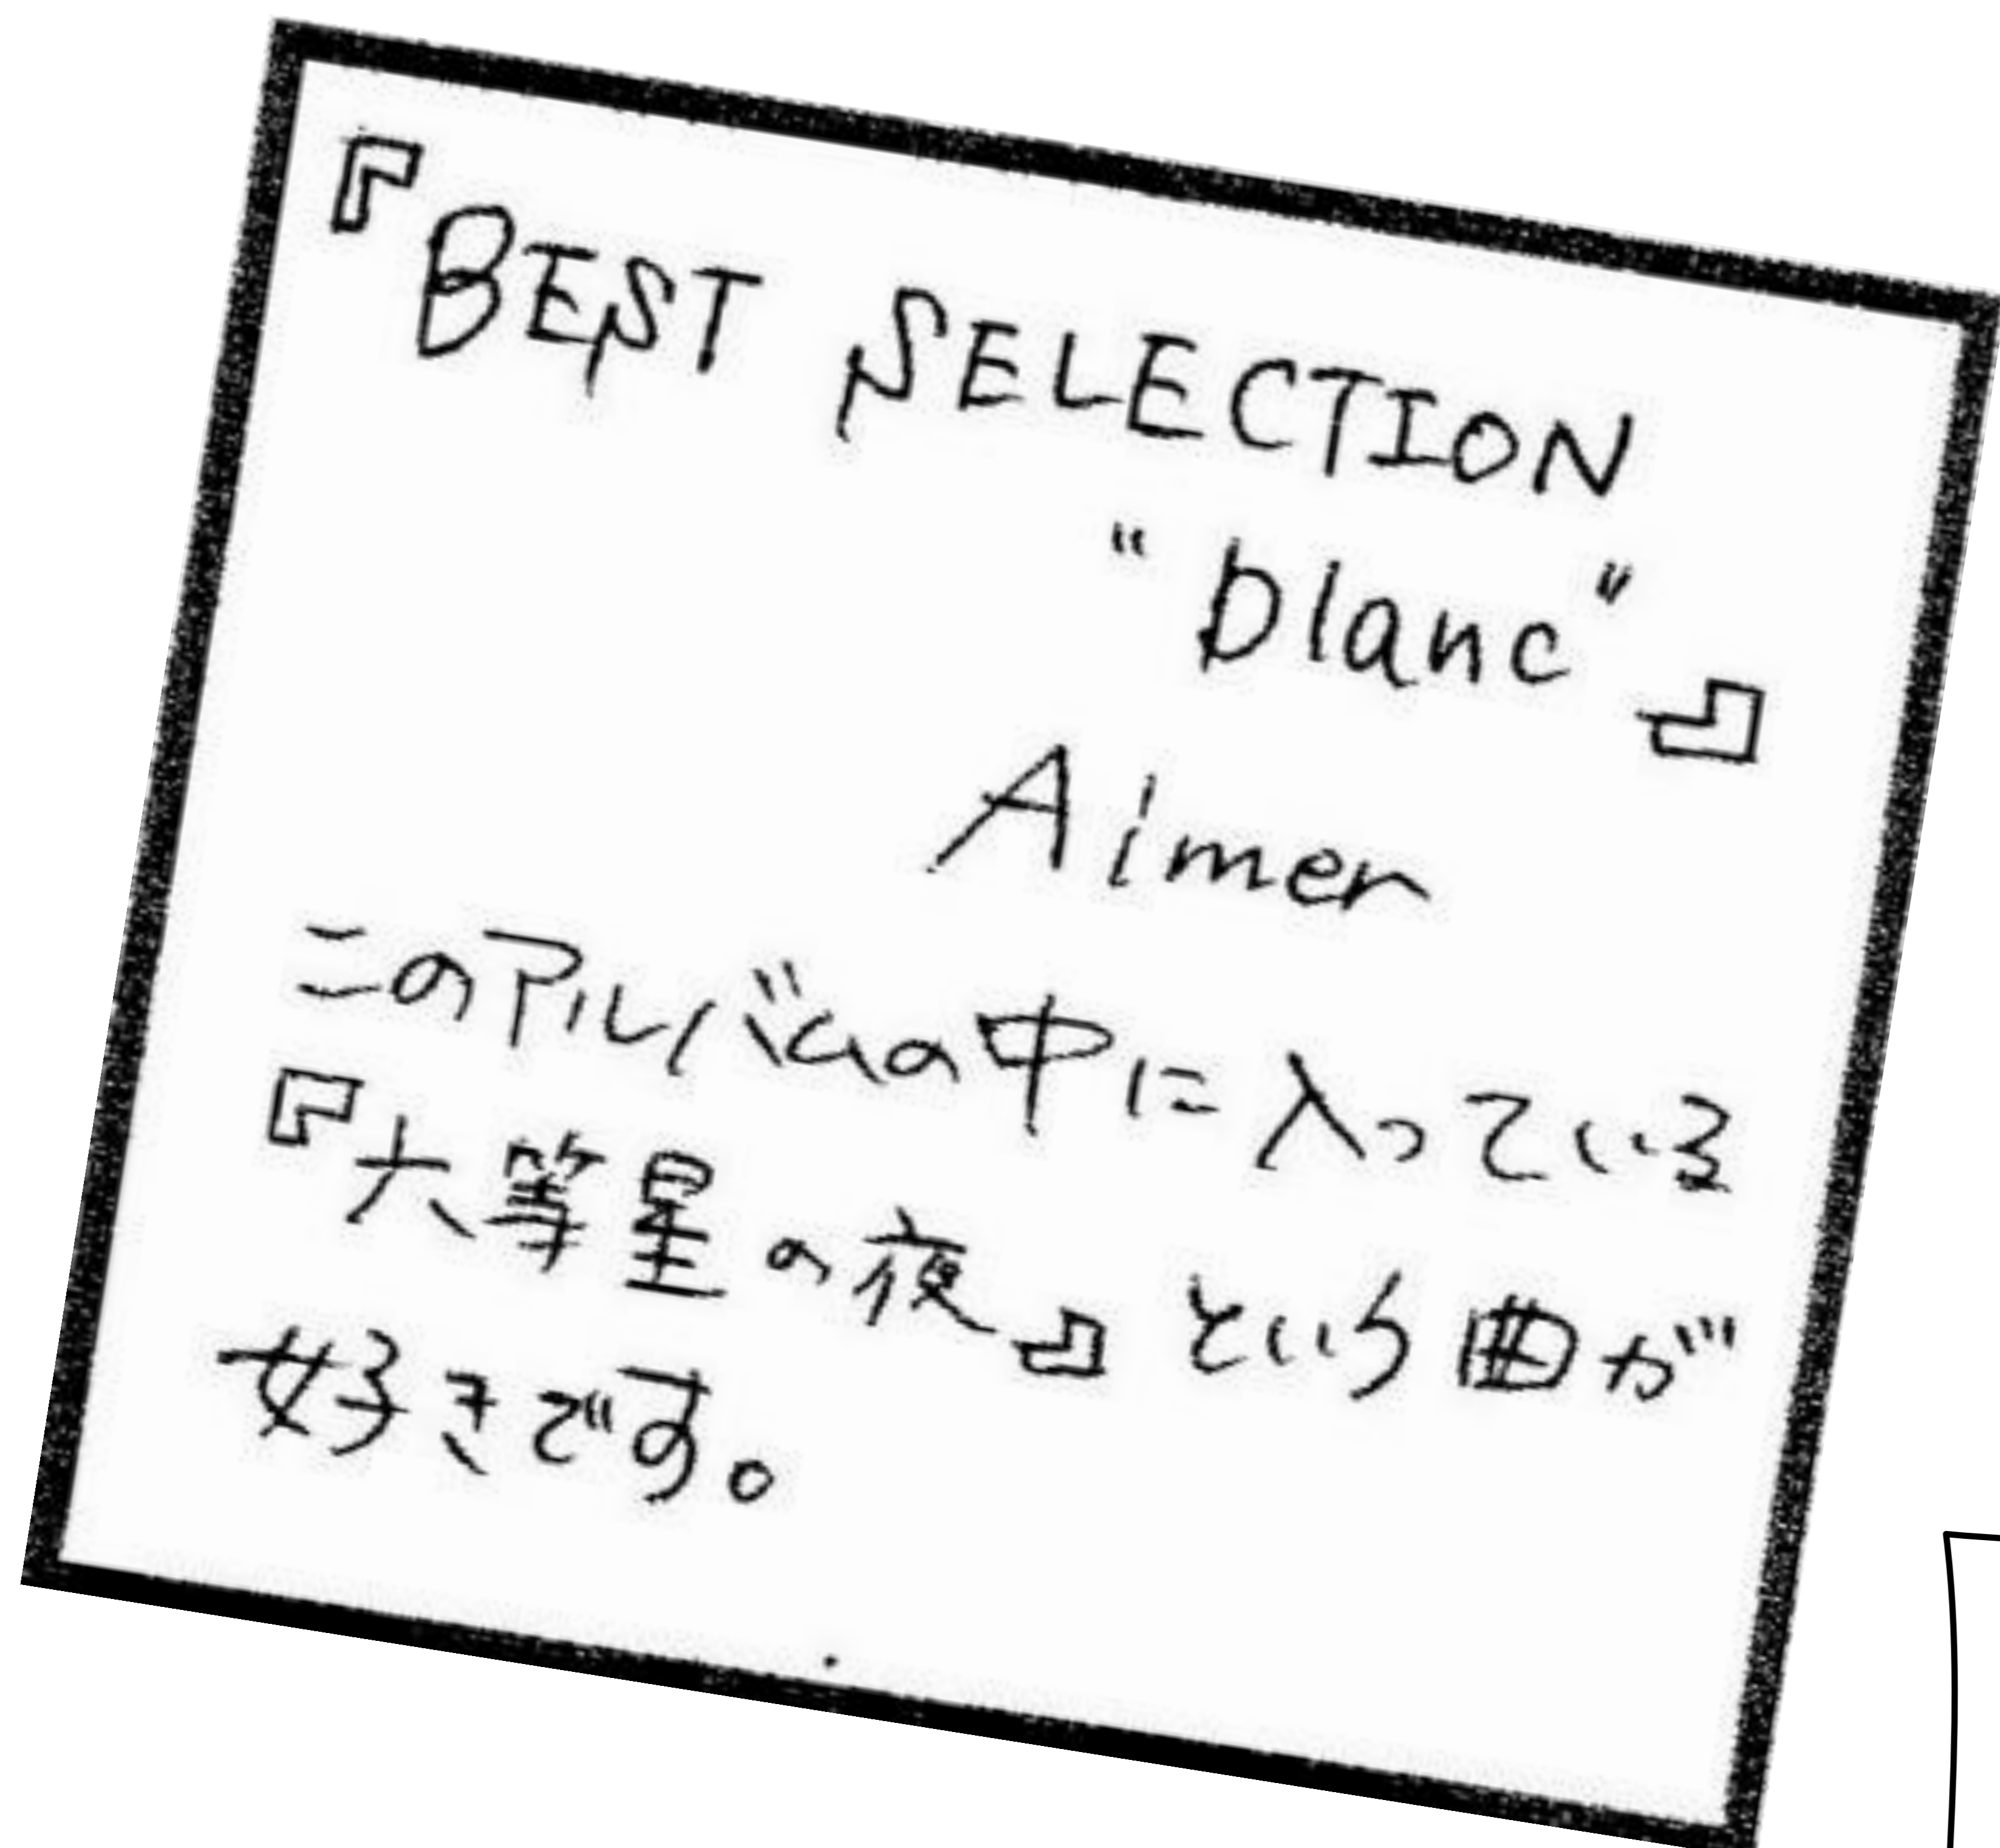 『BEST SELECTION
"blanc"』
Aimer
このアルバムの中に入っている
『六等星の夜』という曲が
好きです。